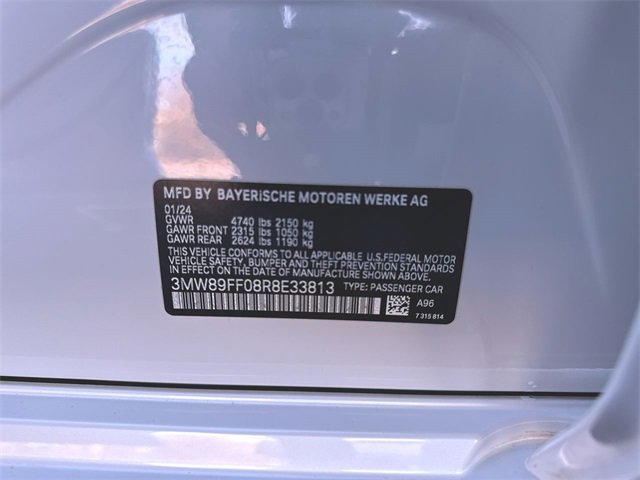 MFD BY BAYERISCHE MOTOREN WERKE AG
01/24
GVWR 4740 lbs 2150 kg
GAWR FRONT 2315 lbs 1050 kg
GAWR REAR 2624 lbs 1190 kg
THIS VEHICLE CONFORMS TO ALL APPLICABLE U.S.FEDERAL MOTOR
VEHICLE SAFETY, BUMPER AND THEFT PREVENTION STANDARDS
IN EFFECT ON THE DATE OF MANUFACTURE SHOWN ABOVE.
3MW89FF08R8E33813 TYPE: PASSENGER CAR
A96
7 315 814